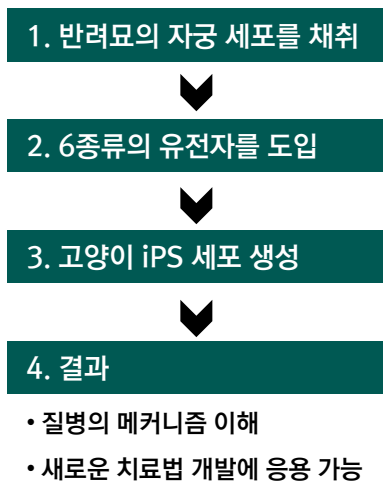 1. 반려묘의 자궁 세포를 채취
2. 6종류의 유전자를 도입
3. 고양이 iPS 세포 생성
4. 결과
• 질병의 메커니즘 이해
• 새로운 치료법 개발에 응용 가능